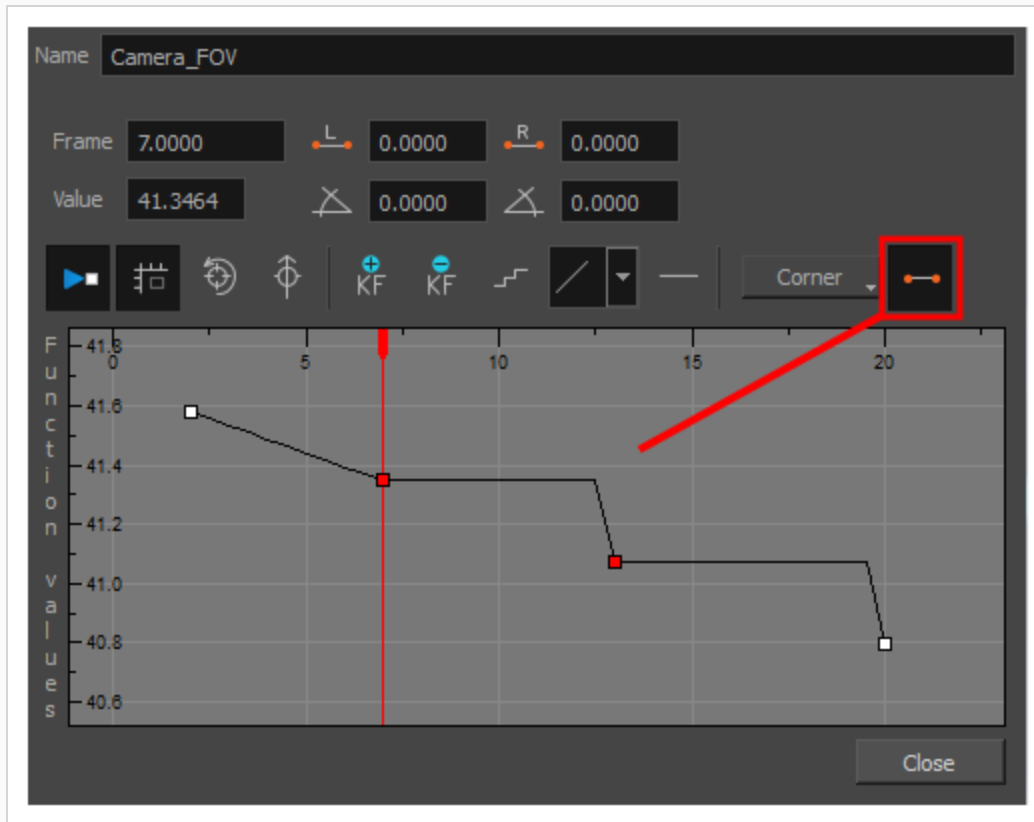 Name Camera_FOV
Frame 7.0000 L 0.0000 R 0.0000
Value 41.3464 0.0000 0.0000
KF KF Corner
Function values
41.8
0 5 10 15 20
41.6
41.4
41.2
41.0
40.8
40.6
Close